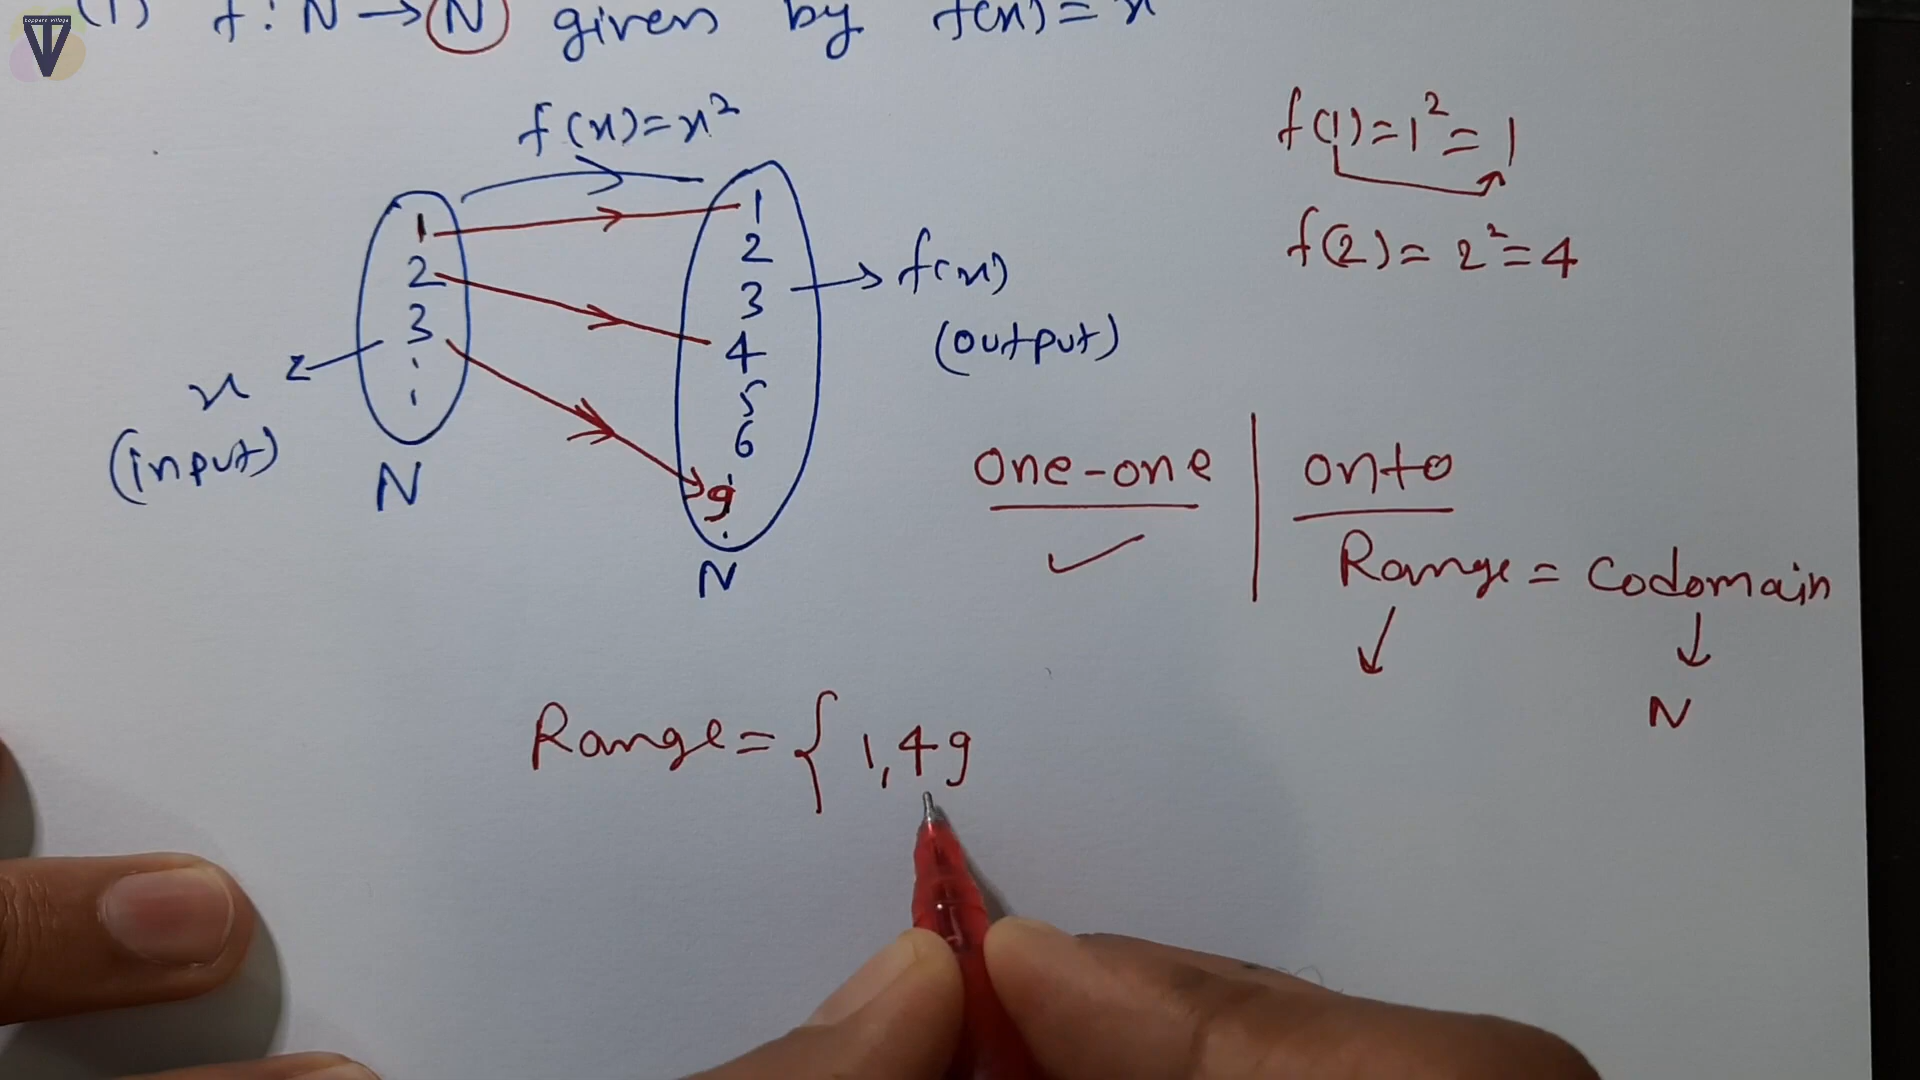 (1) f : N → N given by f(x) = x
f(x) = x²
f(1) = 1² = 1
f(2) = 2² = 4
1
2
3
1
2
3
4
5
6
9
f(x)
(output)
x
(input)
N
N
one-one | onto
Range = Codomain
N
Range = { 1, 4 9